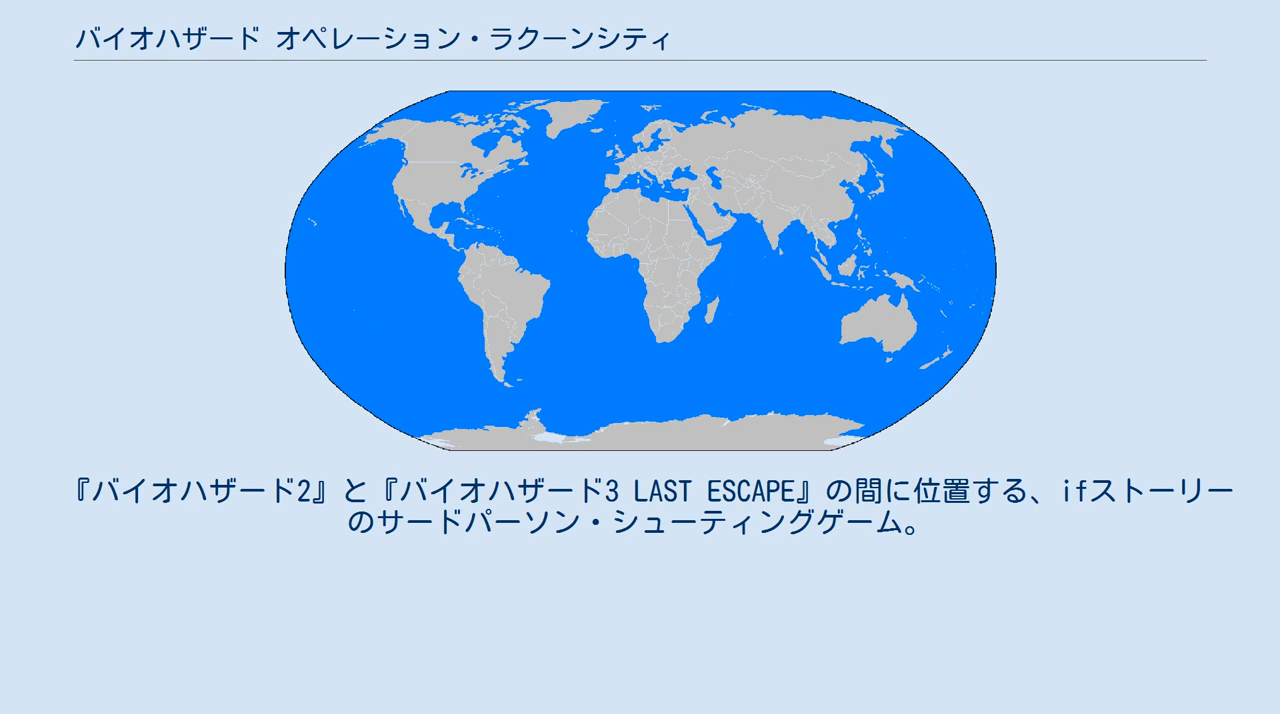 バイオハザード オペレーション・ラクーンシティ
『バイオハザード2』と『バイオハザード3 LAST ESCAPE』の間に位置する、ifストーリー
のサードパーソン・シューティングゲーム。